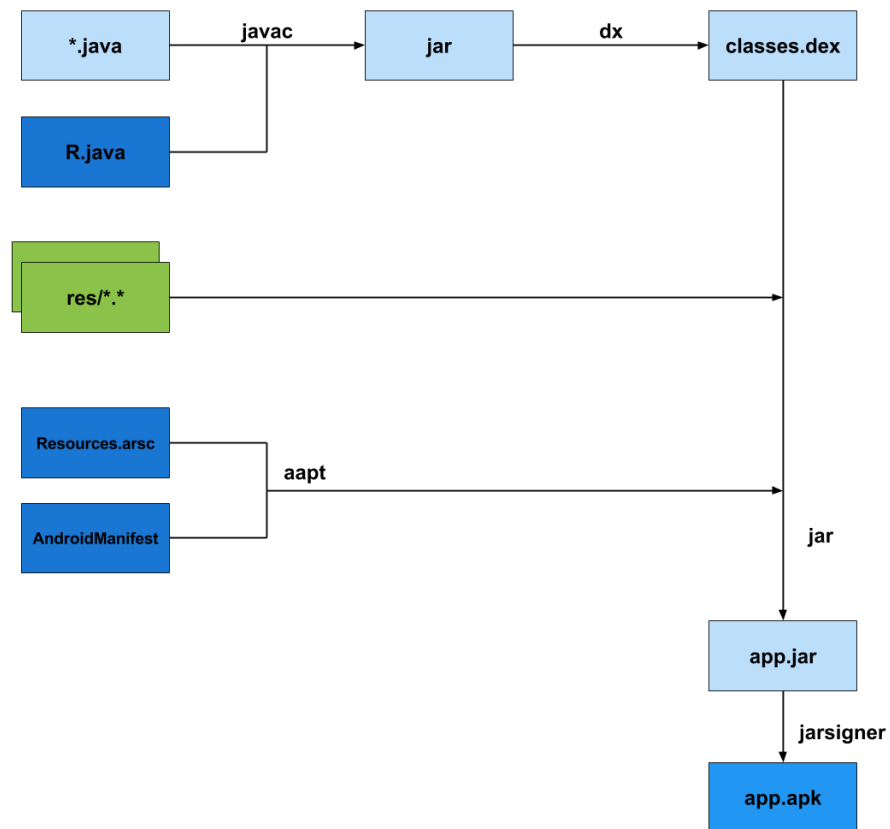 *.java
javac
jar
dx
classes.dex
R.java
res/*.*
Resources.arsc
aapt
AndroidManifest
jar
app.jar
jarsigner
app.apk